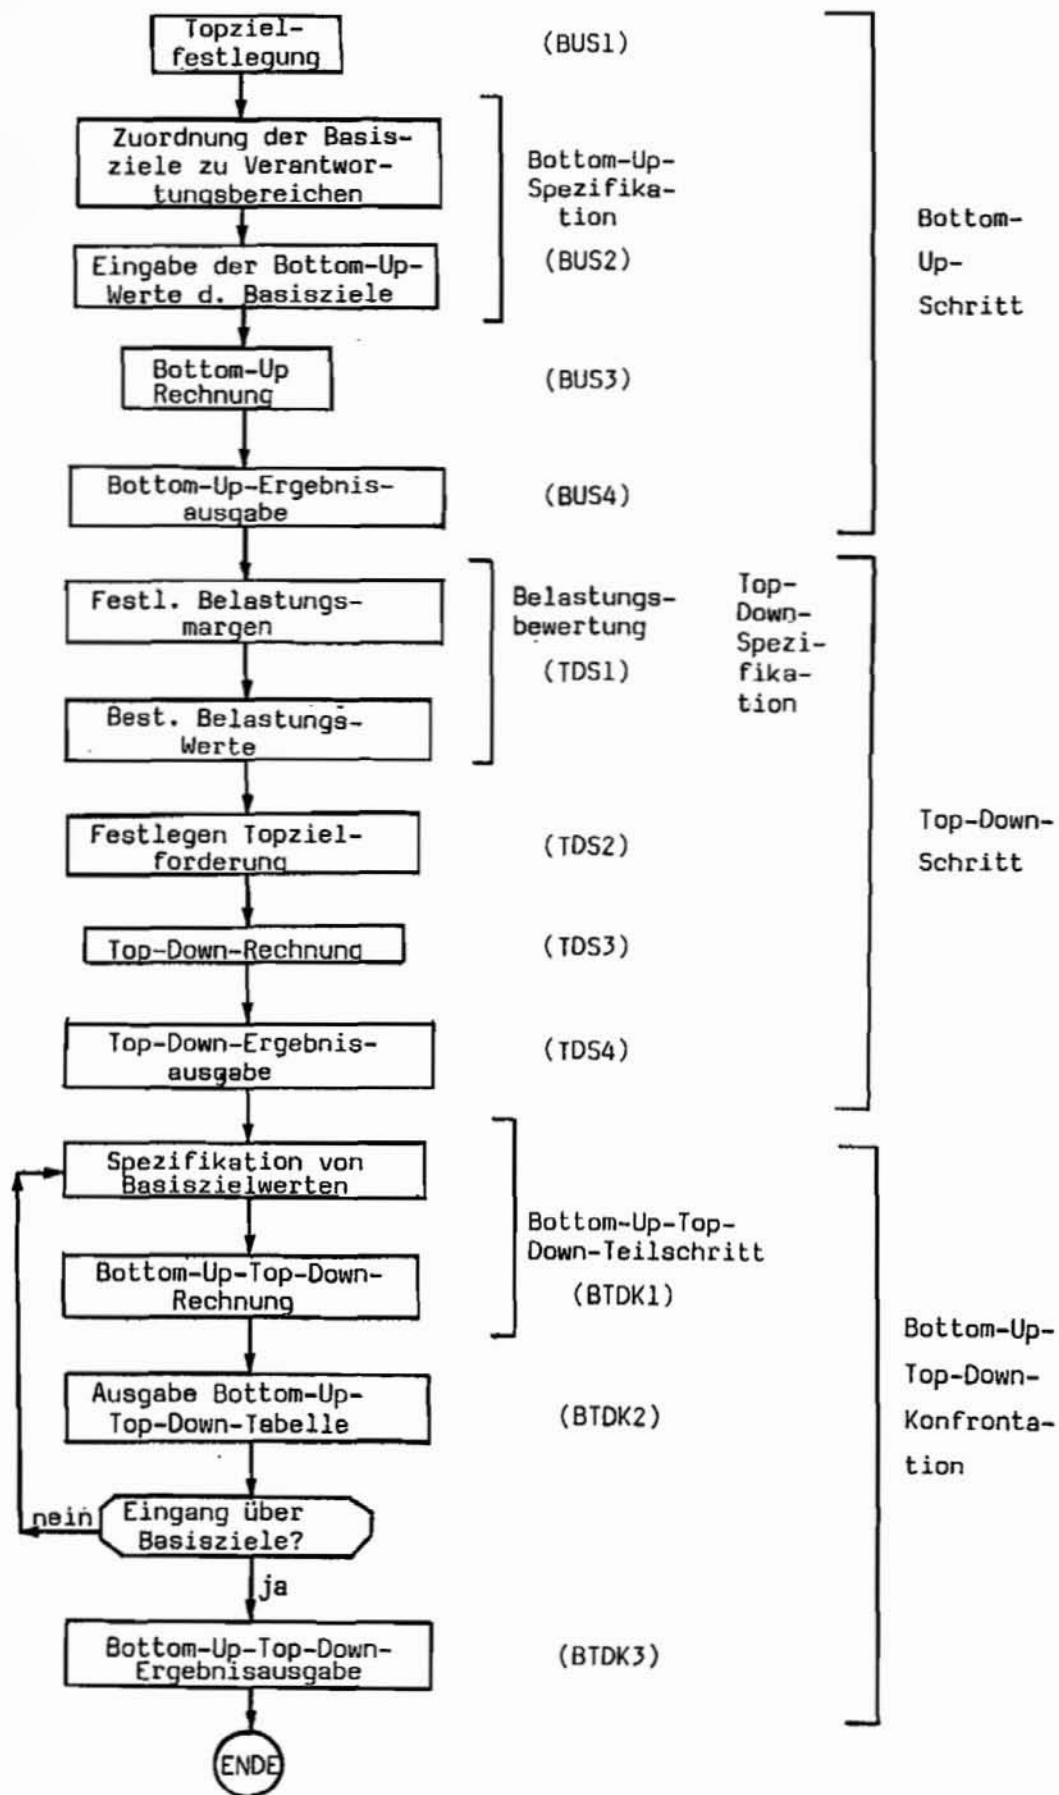 Topziel-
festlegung
(BUS1)
Zuordnung der Basis-
ziele zu Verantwor-
tungsbereichen
Eingabe der Bottom-Up-
Werte d. Basisziele
Bottom-Up-
Spezifika-
tion
(BUS2)
Bottom-Up
Rechnung
(BUS3)
Bottom-Up-Ergebnis-
ausgabe
(BUS4)
Bottom-
Up-
Schritt
Festl. Belastungs-
margen
Best. Belastungs-
Werte
Belastungs-
bewertung
(TDS1)
Top-
Down-
Spezi-
fika-
tion
Festlegen Topziel-
forderung
(TDS2)
Top-Down-Rechnung
(TDS3)
Top-Down-Ergebnis-
ausgabe
(TDS4)
Top-Down-
Schritt
Spezifikation von
Basiszielwerten
Bottom-Up-Top-Down-
Rechnung
Bottom-Up-Top-
Down-Teilschritt
(BTDK1)
Ausgabe Bottom-Up-
Top-Down-Tabelle
(BTDK2)
Eingang über
Basisziele?
nein
ja
Bottom-Up-Top-Down-
Ergebnisausgabe
(BTDK3)
Bottom-Up-
Top-Down-
Konfronta-
tion
ENDE